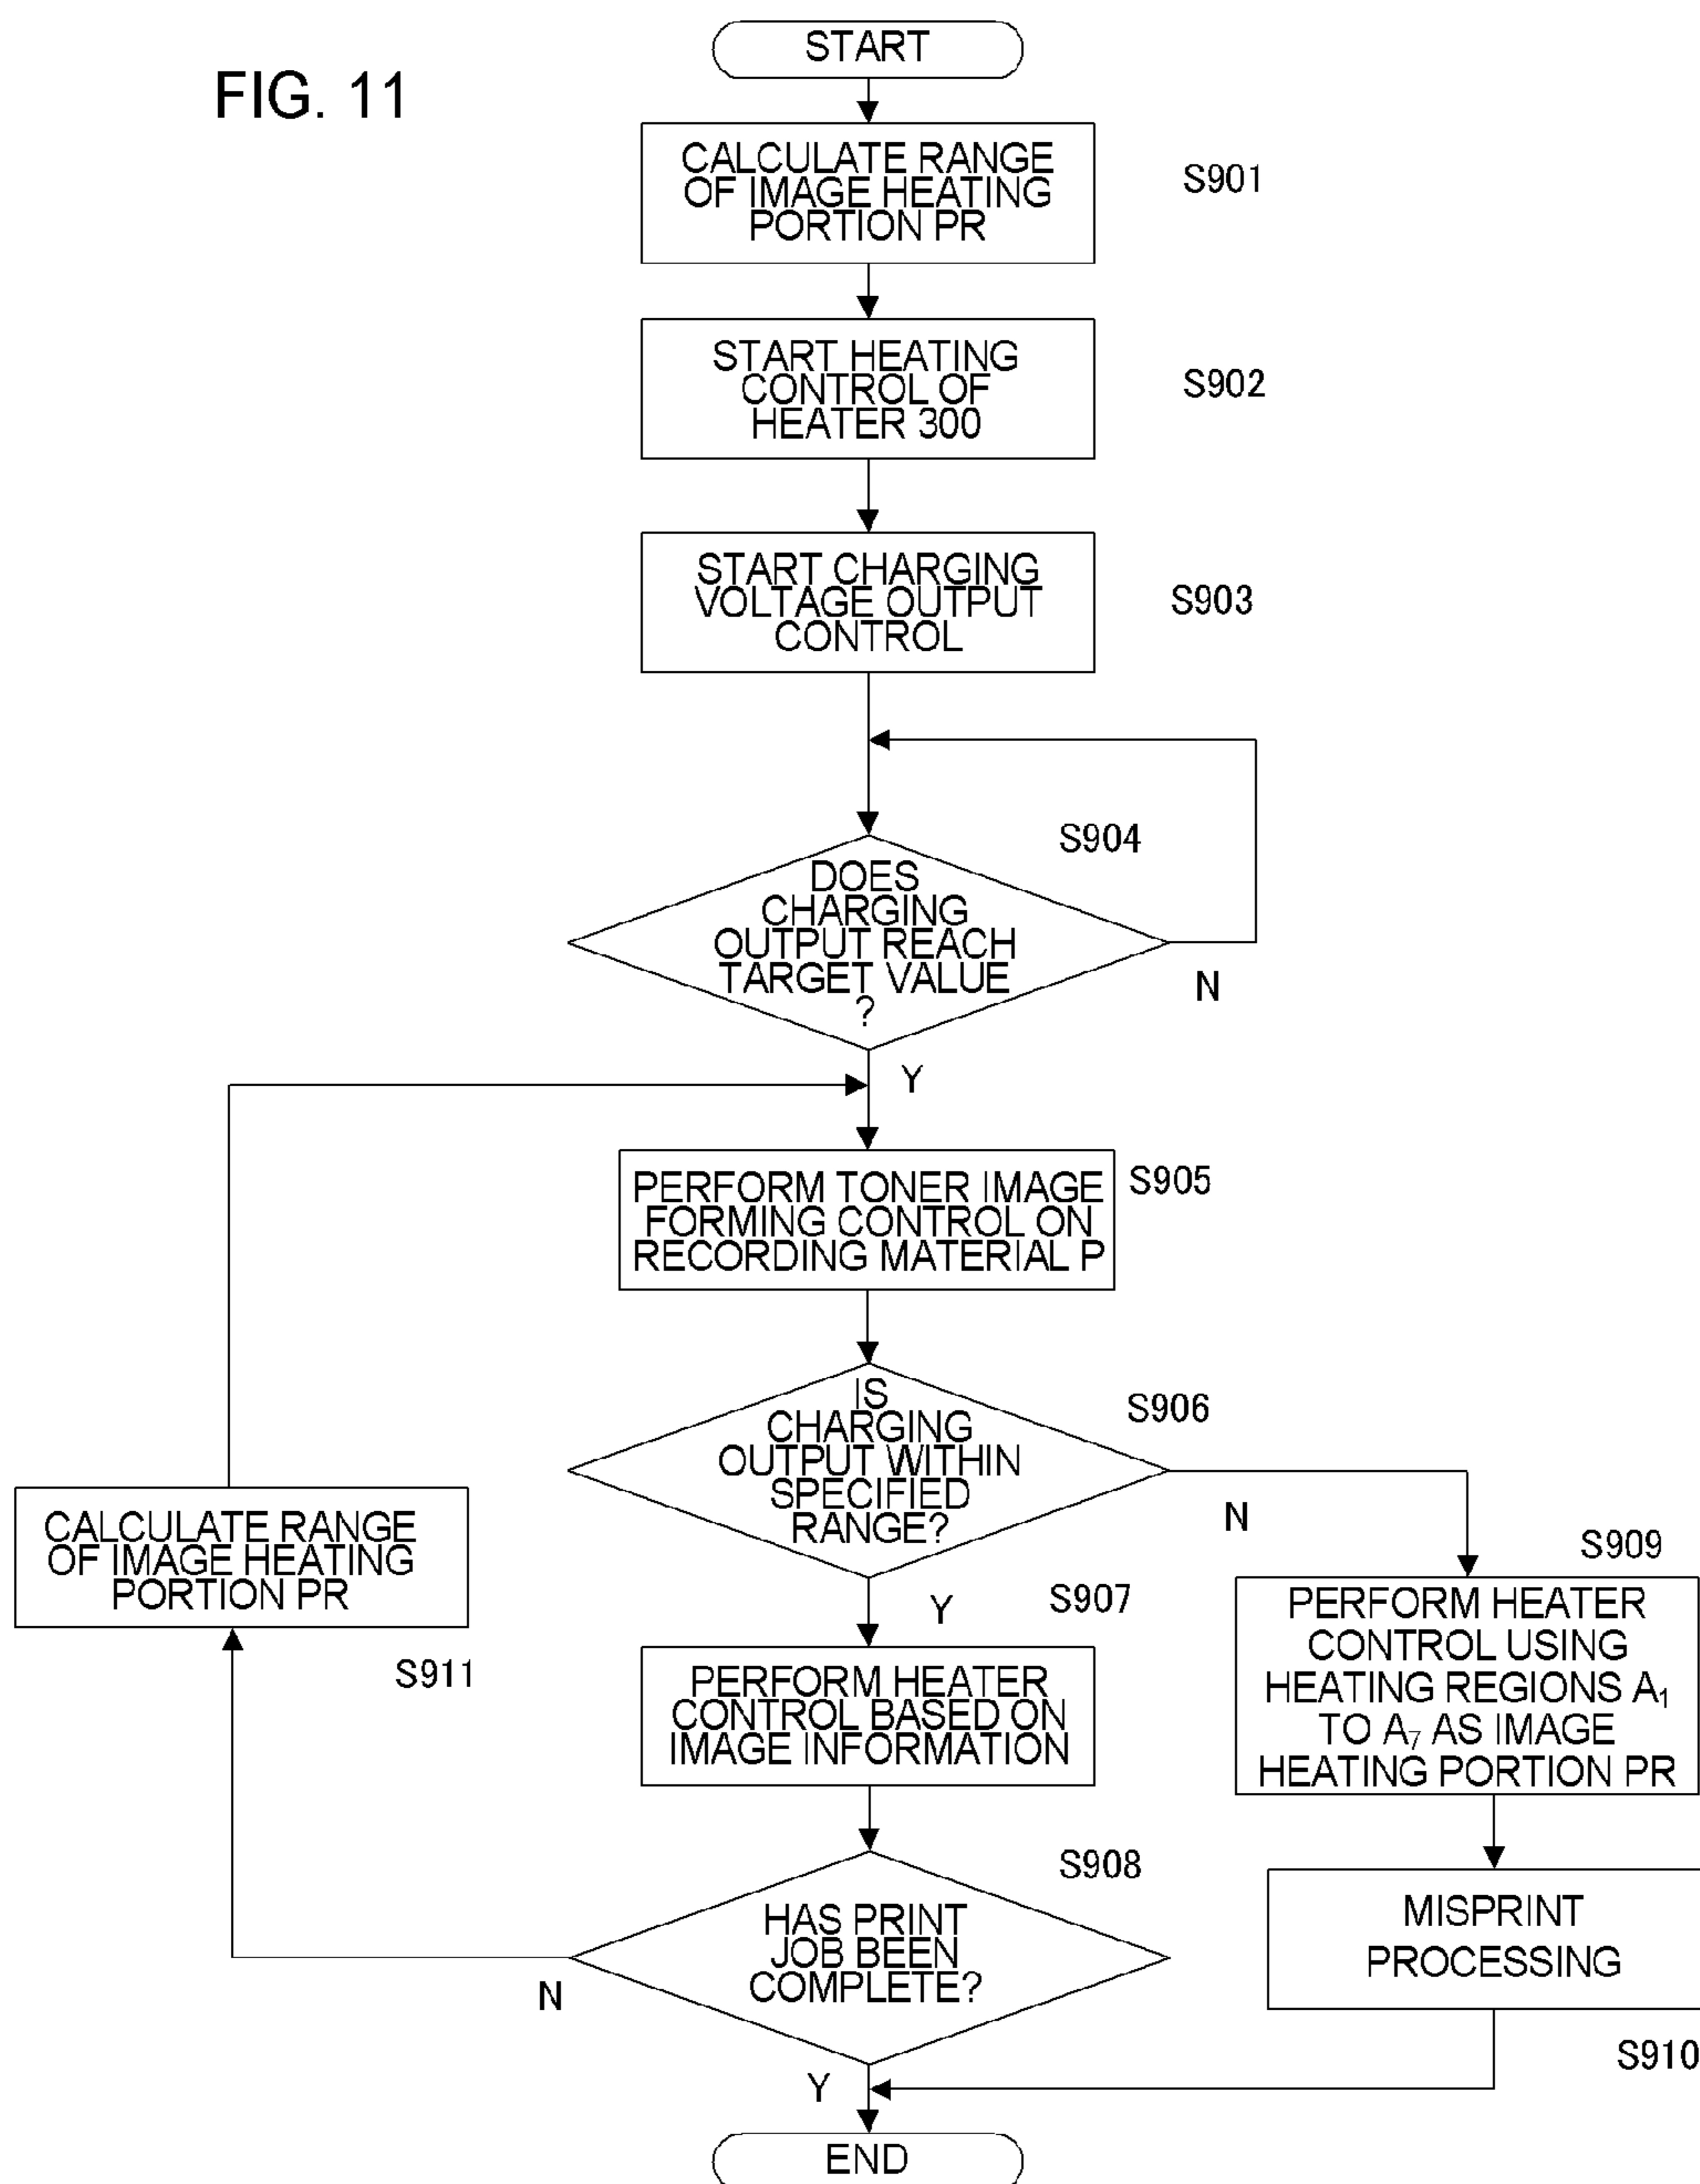 FIG. 11
START
CALCULATE RANGE
OF IMAGE HEATING
PORTION PR
S901
START HEATING
CONTROL OF
HEATER 300
S902
START CHARGING
VOLTAGE OUTPUT
CONTROL
S903
S904
DOES
CHARGING
OUTPUT REACH
TARGET VALUE
?
N
Y
PERFORM TONER IMAGE
FORMING CONTROL ON
RECORDING MATERIAL P
S905
IS
CHARGING
OUTPUT WITHIN
SPECIFIED
RANGE?
S906
N
Y
CALCULATE RANGE
OF IMAGE HEATING
PORTION PR
S911
S907
PERFORM HEATER
CONTROL BASED ON
IMAGE INFORMATION
S909
PERFORM HEATER
CONTROL USING
HEATING REGIONS A₁
TO A₇ AS IMAGE
HEATING PORTION PR
S908
HAS PRINT
JOB BEEN
COMPLETE?
N
Y
MISPRINT
PROCESSING
S910
END